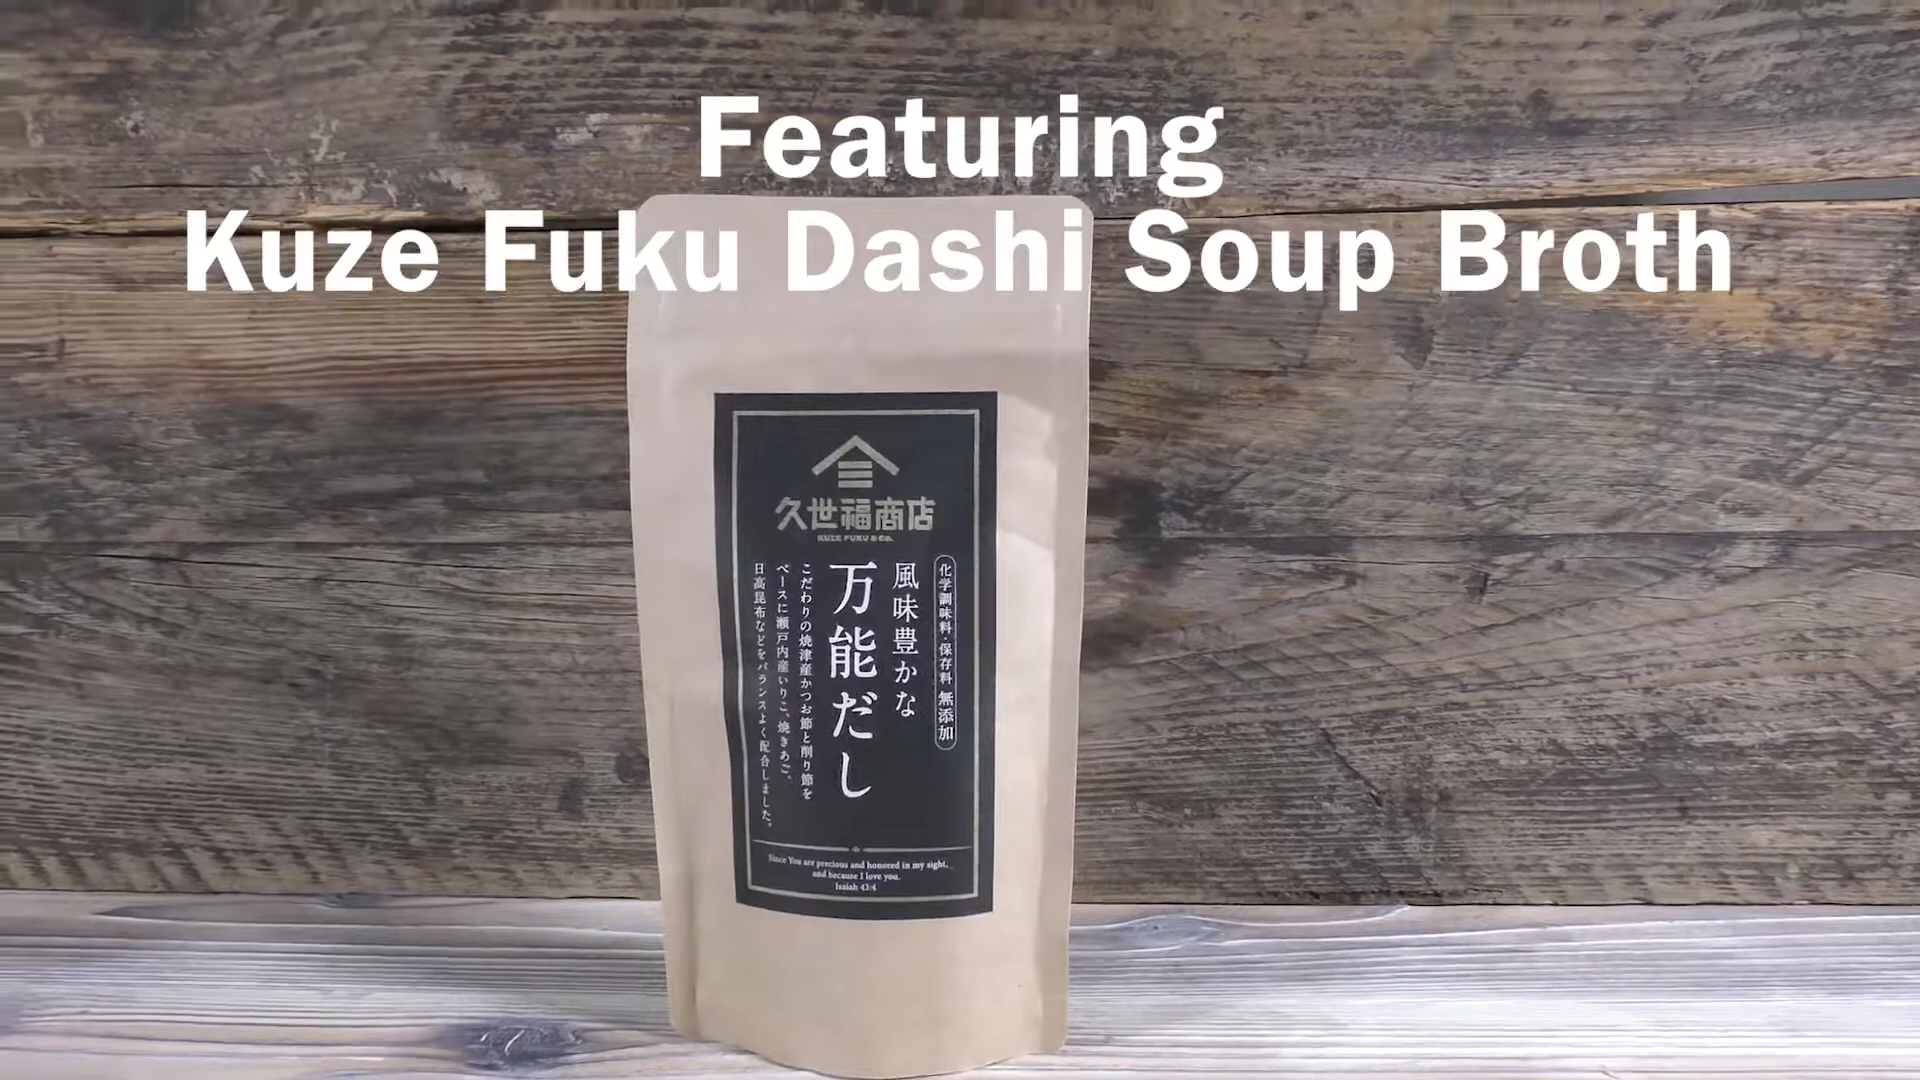 Featuring
Kuze Fuku Dashi Soup Broth
久世福商店
KUZE FUKU & CO.
化学調味料・保存料 無添加
風味豊かな
万能だし
こだわりの焼津産かつお節と削り節を
ベースに瀬戸内産いりこ、焼きあご、
日高昆布などをバランスよく配合しました。
Since You are precious and honored in my sight,
and because I love you.
Isaiah 43:4